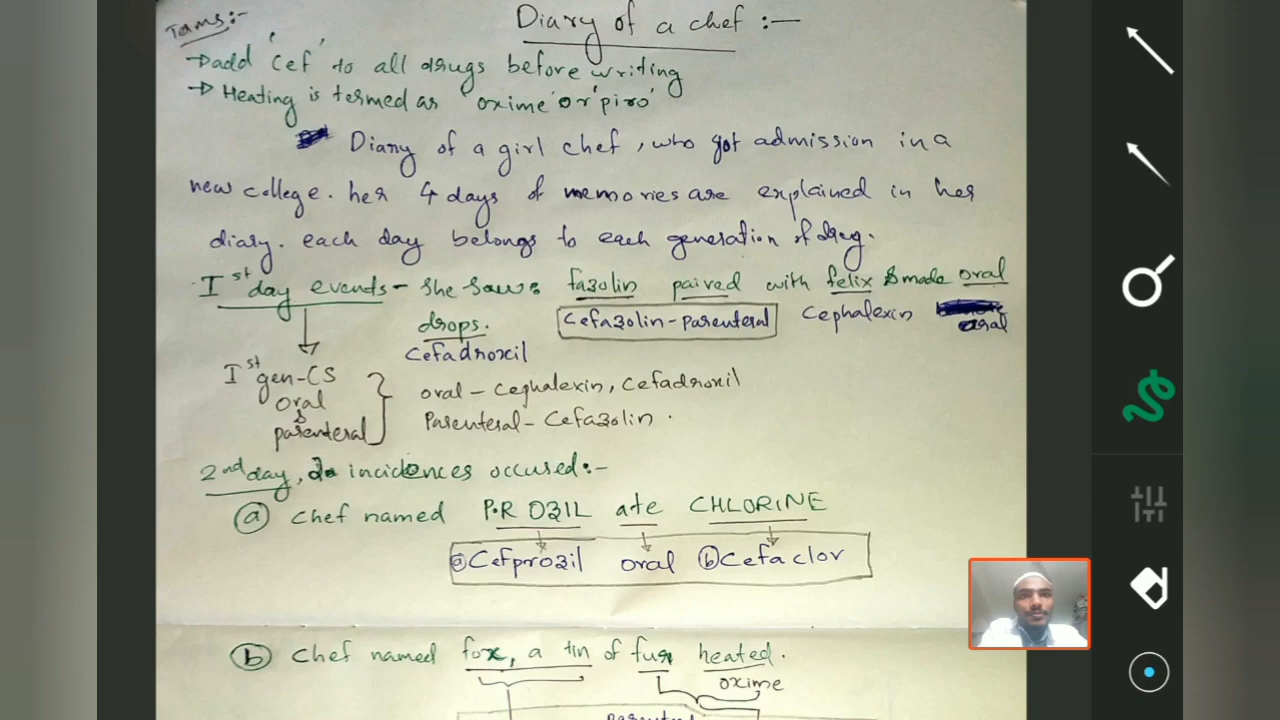 Tams:-
Diary of a chef :—
→ add 'cef' to all drugs before writing
→ Heating is termed as 'oxime' or 'piro'
Diary of a girl chef, who got admission in a
new college. her 4 days of memories are explained in her
diary. each day belongs to each generation of drug.
Ist day events - She saw fazolin paired with felix & made oral
drops. Cefazolin - parenteral Cephalexin oral
Cefadroxil
Ist gen-CS
oral
&
parenteral
oral - Cephalexin, Cefadroxil
Parenteral - Cefazolin.
2nd day, 2 incidences occused:-
(a) Chef named P.ROZIL ate CHLORINE
(a) Cefprozil oral (b) Cefaclor
(b) Chef named fox, a tin of fur heated.
oxime
parenteral